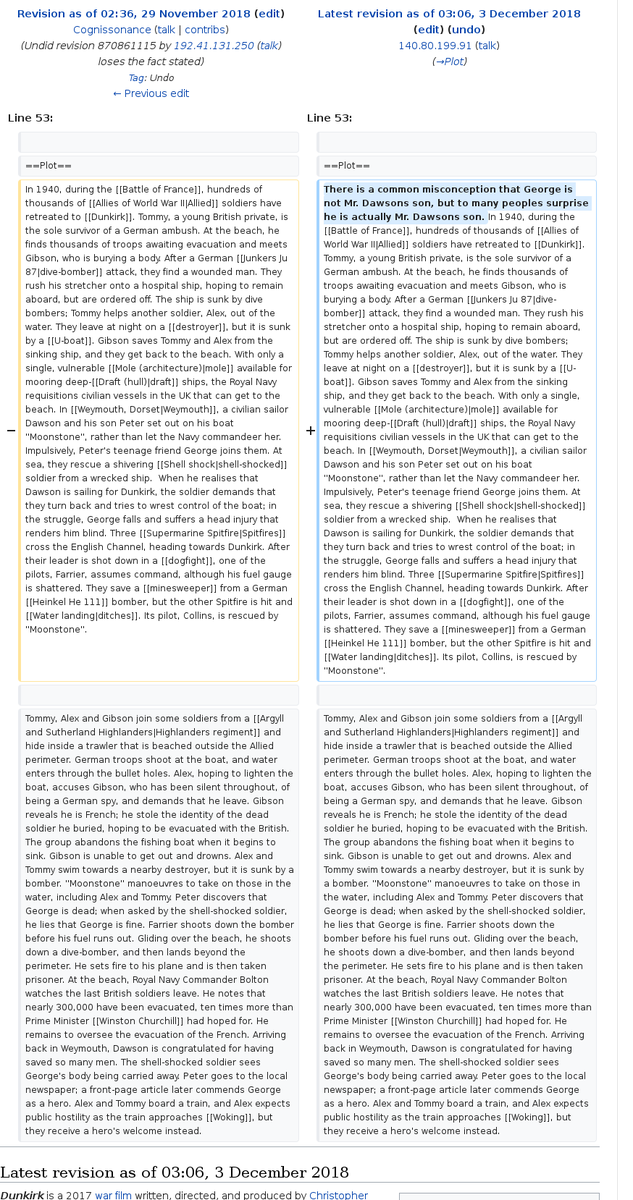 Revision as of 02:36, 29 November 2018 (edit)
Cognissonance (talk | contribs)
(Undid revision 870861115 by 192.41.131.250 (talk)
loses the fact stated)
Tag: Undo
← Previous edit
Latest revision as of 03:06, 3 December 2018
(edit) (undo)
140.80.199.91 (talk)
(→Plot)
Line 53:
Line 53:
==Plot==
==Plot==
−
In 1940, during the [[Battle of France]], hundreds of
thousands of [[Allies of World War II|Allied]] soldiers have
retreated to [[Dunkirk]]. Tommy, a young British private, is
the sole survivor of a German ambush. At the beach, he
finds thousands of troops awaiting evacuation and meets
Gibson, who is burying a body. After a German [[Junkers Ju
87|dive-bomber]] attack, they find a wounded man. They
rush his stretcher onto a hospital ship, hoping to remain
aboard, but are ordered off. The ship is sunk by dive
bombers; Tommy helps another soldier, Alex, out of the
water. They leave at night on a [[destroyer]], but it is sunk
by a [[U-boat]]. Gibson saves Tommy and Alex from the
sinking ship, and they get back to the beach. With only a
single, vulnerable [[Mole (architecture)|mole]] available for
mooring deep-[[Draft (hull)|draft]] ships, the Royal Navy
requisitions civilian vessels in the UK that can get to the
beach. In [[Weymouth, Dorset|Weymouth]], a civilian sailor
Dawson and his son Peter set out on his boat
"Moonstone", rather than let the Navy commandeer her.
Impulsively, Peter's teenage friend George joins them. At
sea, they rescue a shivering [[Shell shock|shell-shocked]]
soldier from a wrecked ship.  When he realises that
Dawson is sailing for Dunkirk, the soldier demands that
they turn back and tries to wrest control of the boat; in
the struggle, George falls and suffers a head injury that
renders him blind. Three [[Supermarine Spitfire|Spitfires]]
cross the English Channel, heading towards Dunkirk. After
their leader is shot down in a [[dogfight]], one of the
pilots, Farrier, assumes command, although his fuel gauge
is shattered. They save a [[minesweeper]] from a German
[[Heinkel He 111]] bomber, but the other Spitfire is hit and
[[Water landing|ditches]]. Its pilot, Collins, is rescued by
"Moonstone".
+
There is a common misconception that George is
not Mr. Dawsons son, but to many peoples surprise
he is actually Mr. Dawsons son. In 1940, during the
[[Battle of France]], hundreds of thousands of [[Allies of
World War II|Allied]] soldiers have retreated to [[Dunkirk]].
Tommy, a young British private, is the sole survivor of a
German ambush. At the beach, he finds thousands of
troops awaiting evacuation and meets Gibson, who is
burying a body. After a German [[Junkers Ju 87|dive-
bomber]] attack, they find a wounded man. They rush his
stretcher onto a hospital ship, hoping to remain aboard,
but are ordered off. The ship is sunk by dive bombers;
Tommy helps another soldier, Alex, out of the water. They
leave at night on a [[destroyer]], but it is sunk by a [[U-
boat]]. Gibson saves Tommy and Alex from the sinking
ship, and they get back to the beach. With only a single,
vulnerable [[Mole (architecture)|mole]] available for
mooring deep-[[Draft (hull)|draft]] ships, the Royal Navy
requisitions civilian vessels in the UK that can get to the
beach. In [[Weymouth, Dorset|Weymouth]], a civilian sailor
Dawson and his son Peter set out on his boat
"Moonstone", rather than let the Navy commandeer her.
Impulsively, Peter's teenage friend George joins them. At
sea, they rescue a shivering [[Shell shock|shell-shocked]]
soldier from a wrecked ship.  When he realises that
Dawson is sailing for Dunkirk, the soldier demands that
they turn back and tries to wrest control of the boat; in
the struggle, George falls and suffers a head injury that
renders him blind. Three [[Supermarine Spitfire|Spitfires]]
cross the English Channel, heading towards Dunkirk. After
their leader is shot down in a [[dogfight]], one of the
pilots, Farrier, assumes command, although his fuel gauge
is shattered. They save a [[minesweeper]] from a German
[[Heinkel He 111]] bomber, but the other Spitfire is hit and
[[Water landing|ditches]]. Its pilot, Collins, is rescued by
"Moonstone".
Tommy, Alex and Gibson join some soldiers from a [[Argyll
and Sutherland Highlanders|Highlanders regiment]] and
hide inside a trawler that is beached outside the Allied
perimeter. German troops shoot at the boat, and water
enters through the bullet holes. Alex, hoping to lighten the
boat, accuses Gibson, who has been silent throughout, of
being a German spy, and demands that he leave. Gibson
reveals he is French; he stole the identity of the dead
soldier he buried, hoping to be evacuated with the British.
The group abandons the fishing boat when it begins to
sink. Gibson is unable to get out and drowns. Alex and
Tommy swim towards a nearby destroyer, but it is sunk by a
bomber. "Moonstone" manoeuvres to take on those in the
water, including Alex and Tommy. Peter discovers that
George is dead; when asked by the shell-shocked soldier,
he lies that George is fine. Farrier shoots down the bomber
before his fuel runs out. Gliding over the beach, he shoots
down a dive-bomber, and then lands beyond the
perimeter. He sets fire to his plane and is then taken
prisoner. At the beach, Royal Navy Commander Bolton
watches the last British soldiers leave. He notes that
nearly 300,000 have been evacuated, ten times more than
Prime Minister [[Winston Churchill]] had hoped for. He
remains to oversee the evacuation of the French. Arriving
back in Weymouth, Dawson is congratulated for having
saved so many men. The shell-shocked soldier sees
George's body being carried away. Peter goes to the local
newspaper; a front-page article later commends George
as a hero. Alex and Tommy board a train, and Alex expects
public hostility as the train approaches [[Woking]], but
they receive a hero's welcome instead.
Tommy, Alex and Gibson join some soldiers from a [[Argyll
and Sutherland Highlanders|Highlanders regiment]] and
hide inside a trawler that is beached outside the Allied
perimeter. German troops shoot at the boat, and water
enters through the bullet holes. Alex, hoping to lighten the
boat, accuses Gibson, who has been silent throughout, of
being a German spy, and demands that he leave. Gibson
reveals he is French; he stole the identity of the dead
soldier he buried, hoping to be evacuated with the British.
The group abandons the fishing boat when it begins to
sink. Gibson is unable to get out and drowns. Alex and
Tommy swim towards a nearby destroyer, but it is sunk by
a bomber. "Moonstone" manoeuvres to take on those in the
water, including Alex and Tommy. Peter discovers that
George is dead; when asked by the shell-shocked soldier,
he lies that George is fine. Farrier shoots down the
bomber before his fuel runs out. Gliding over the beach,
he shoots down a dive-bomber, and then lands beyond
the perimeter. He sets fire to his plane and is then taken
prisoner. At the beach, Royal Navy Commander Bolton
watches the last British soldiers leave. He notes that
nearly 300,000 have been evacuated, ten times more than
Prime Minister [[Winston Churchill]] had hoped for. He
remains to oversee the evacuation of the French. Arriving
back in Weymouth, Dawson is congratulated for having
saved so many men. The shell-shocked soldier sees
George's body being carried away. Peter goes to the local
newspaper; a front-page article later commends George
as a hero. Alex and Tommy board a train, and Alex expects
public hostility as the train approaches [[Woking]], but
they receive a hero's welcome instead.
Latest revision as of 03:06, 3 December 2018
Dunkirk is a 2017 war film written, directed, and produced by Christopher